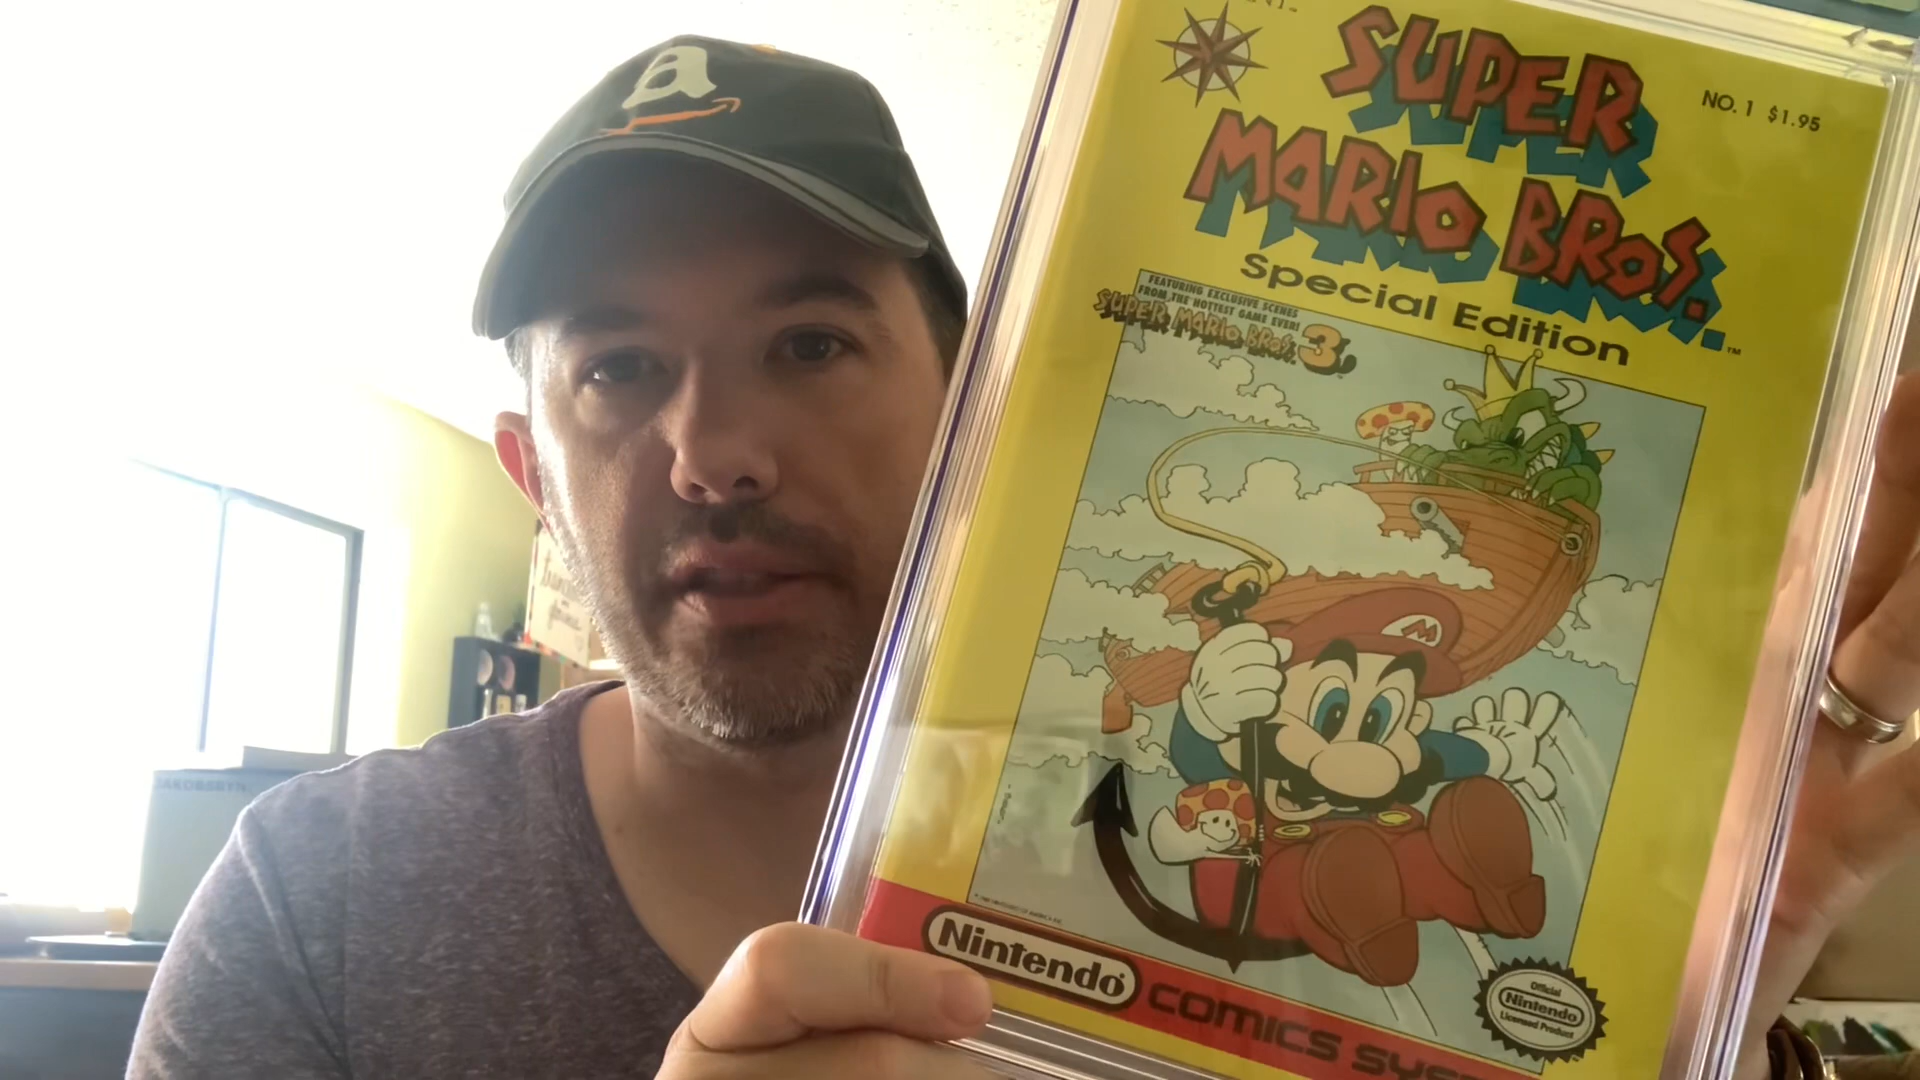 a
NO. 1 $1.95
SUPER
MARIO BROS.™
Special Edition
FEATURING EXCLUSIVE SCENES
FROM THE HOTTEST GAME EVER!
SUPER MARIO BROS. 3
M
Nintendo®
COMICS
Official
Nintendo
Licensed Product